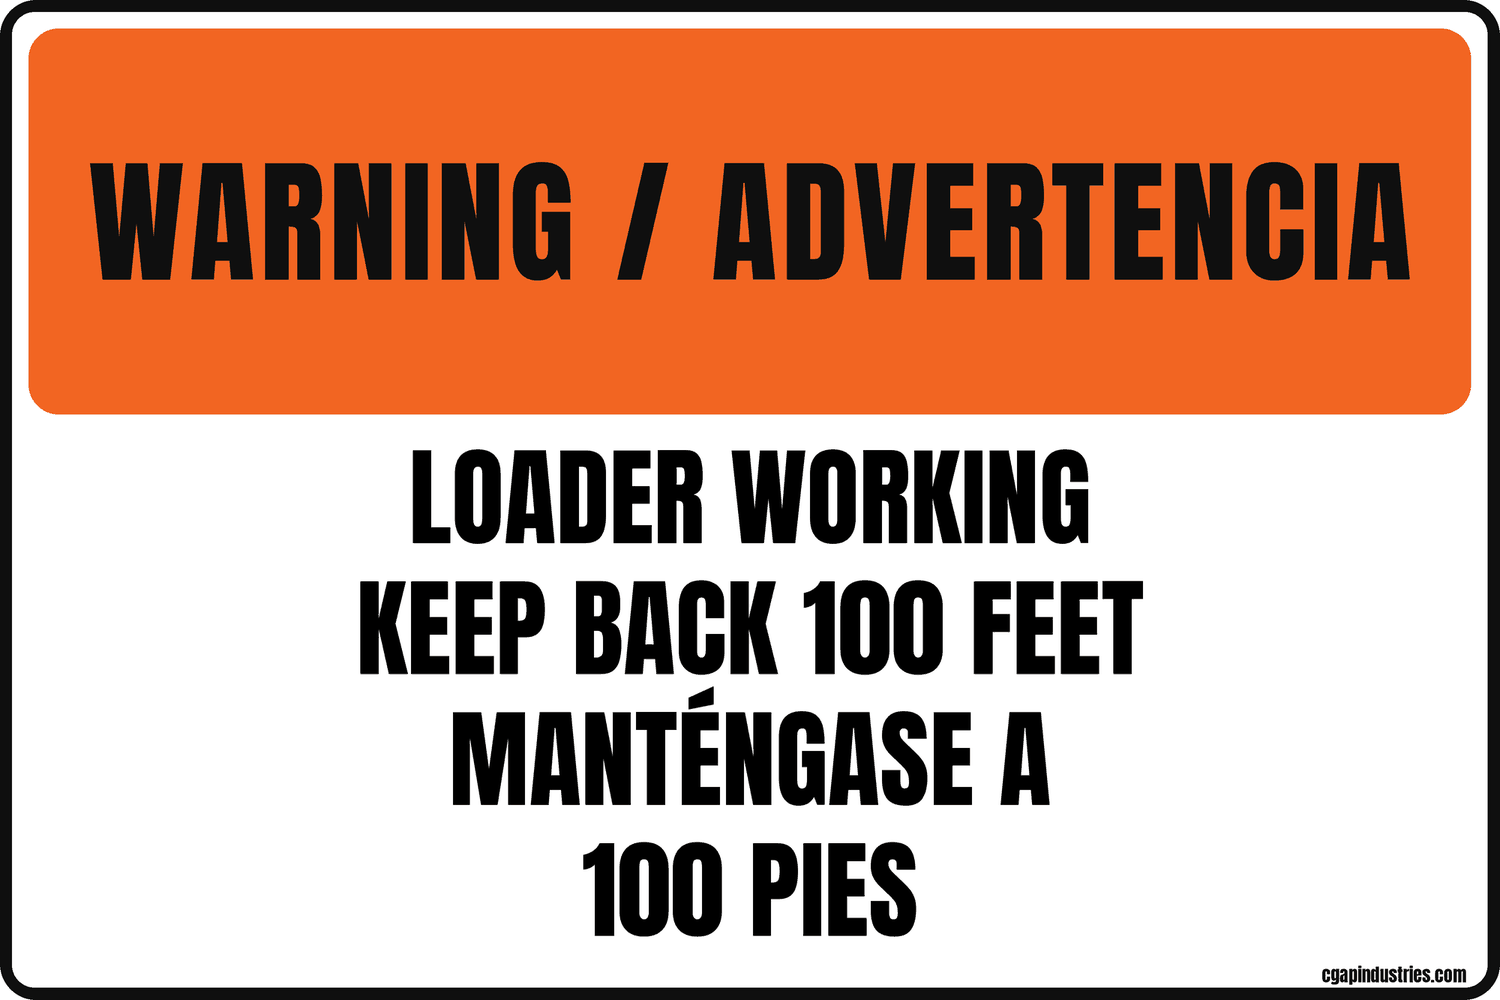 WARNING / ADVERTENCIA
LOADER WORKING
KEEP BACK 100 FEET
MANTÉNGASE A
100 PIES
cgapindustries.com